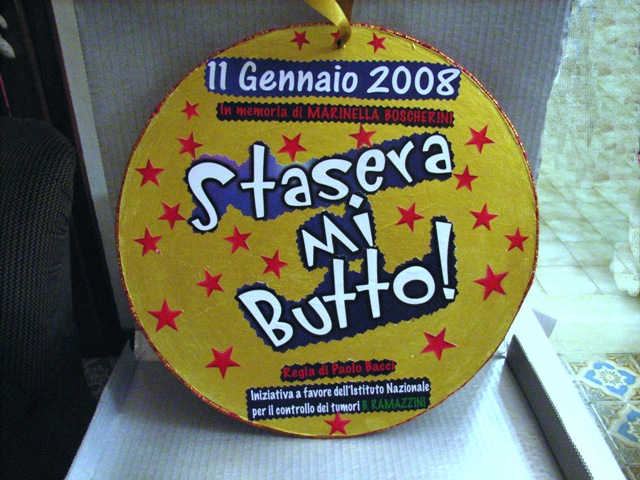 11 Gennaio 2008
In memoria di MARINELLA BOSCHERINI
Stasera
mi
Butto!
Regia di Paolo Bacci
Iniziativa a favore dell'Istituto Nazionale
per il controllo dei tumori B. RAMAZZINI